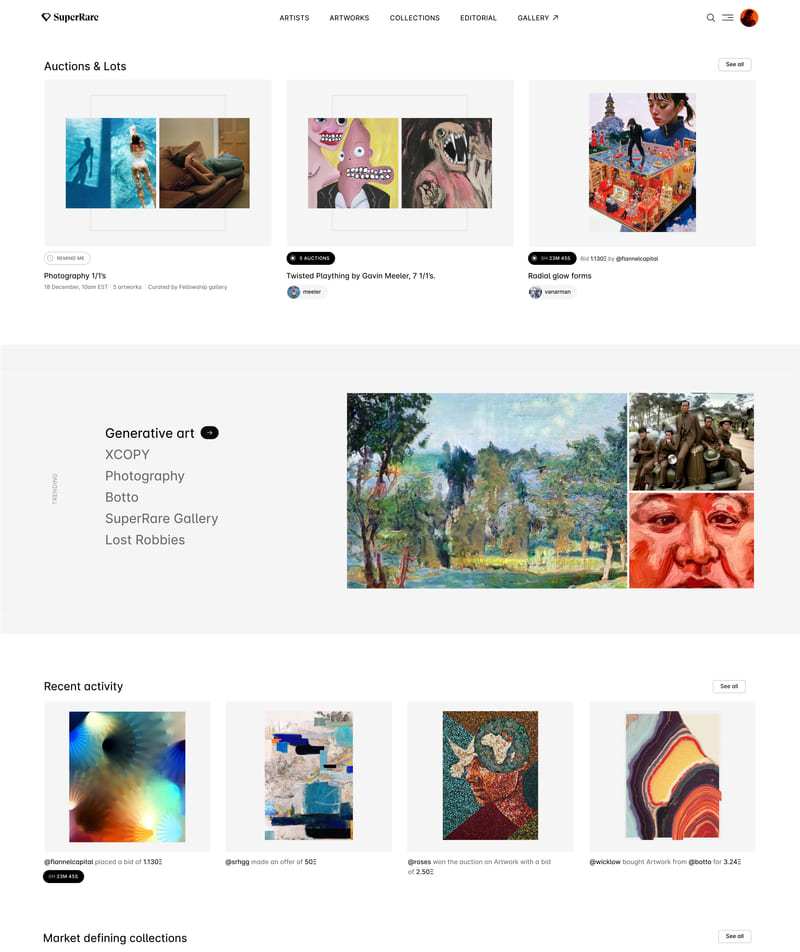 SuperRare
ARTISTS
ARTWORKS
COLLECTIONS
EDITORIAL
GALLERY
Auctions & Lots
See all
REMIND ME
Photography 1/1's
18 December, 10am EST 5 artworks Curated by Fellowship gallery
5 AUCTIONS
Twisted Plaything by Gavin Meeler, 7 1/1's.
meeler
0H 23M 45S
Bid 1.130Ξ by @flannelcapital
Radial glow forms
vanarman
TRENDING
Generative art
XCOPY
Photography
Botto
SuperRare Gallery
Lost Robbies
Recent activity
See all
@flannelcapital placed a bid of 1.130Ξ
0H 23M 45S
@srhgg made an offer of 50Ξ
@roses won the auction on Artwork with a bid
of 2.50Ξ
@wicklow bought Artwork from @botto for 3.24Ξ
Market defining collections
See all